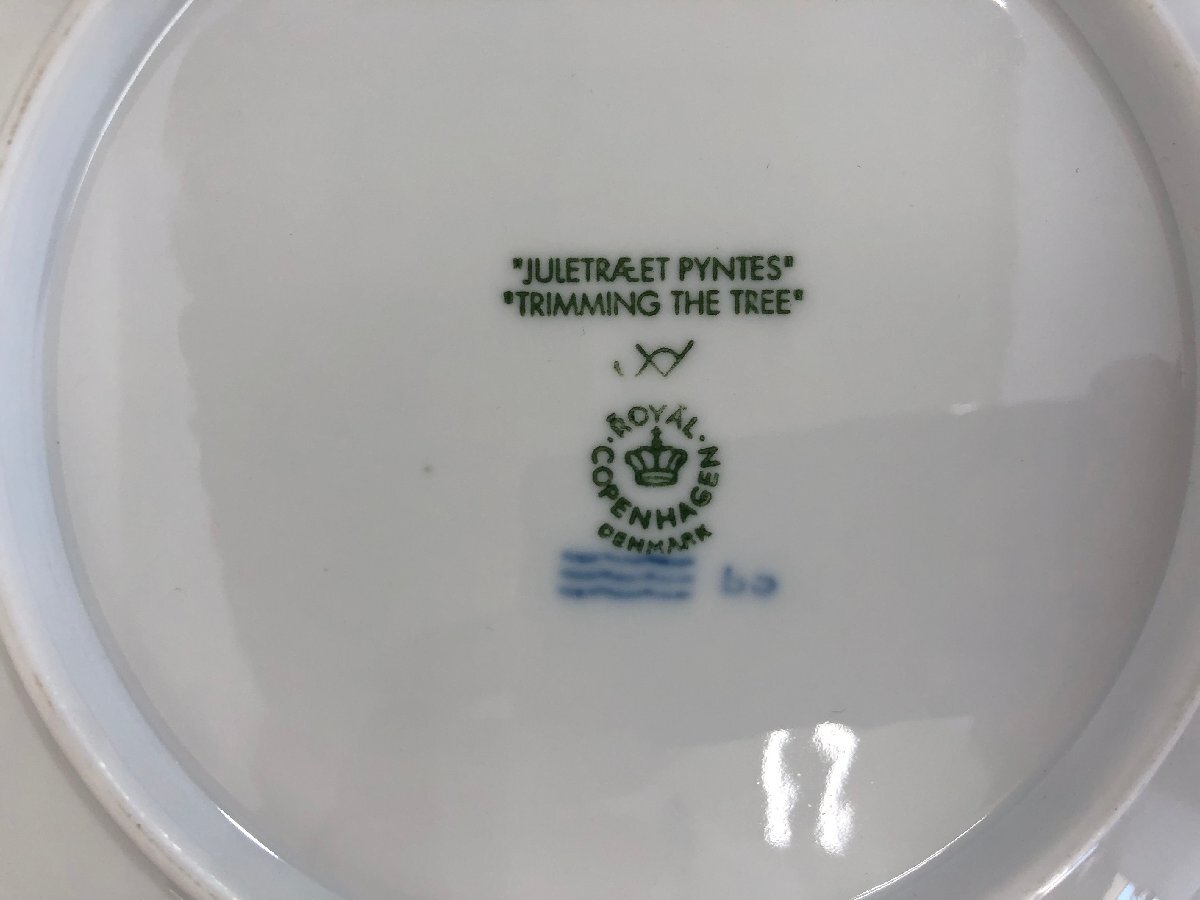 "JULETRÆET PYNTES"
"TRIMMING THE TREE"
· ROYAL ·
COPENHAGEN
DENMARK